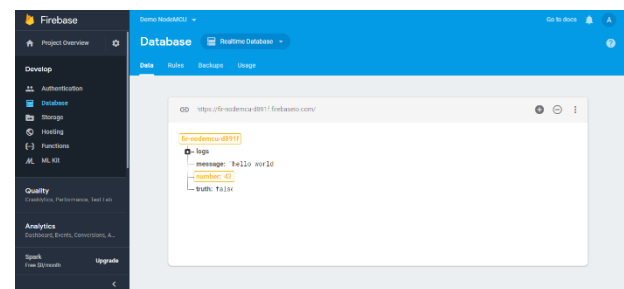 Firebase
Demo NodeMCU
Go to docs
A
Project Overview
Database
Realtime Database
Develop
Data Rules Backups Usage
Authentication
Database
Storage
Hosting
Functions
ML Kit
https://fir-nodemcu-d891f.firebaseio.com/
fir-nodemcu-d891f
logs
message: "hello world
number: 43
truth: false
Quality
Crashlytics, Performance, Test Lab
Analytics
Dashboard, Events, Conversions, A...
Spark
Free $0/month
Upgrade